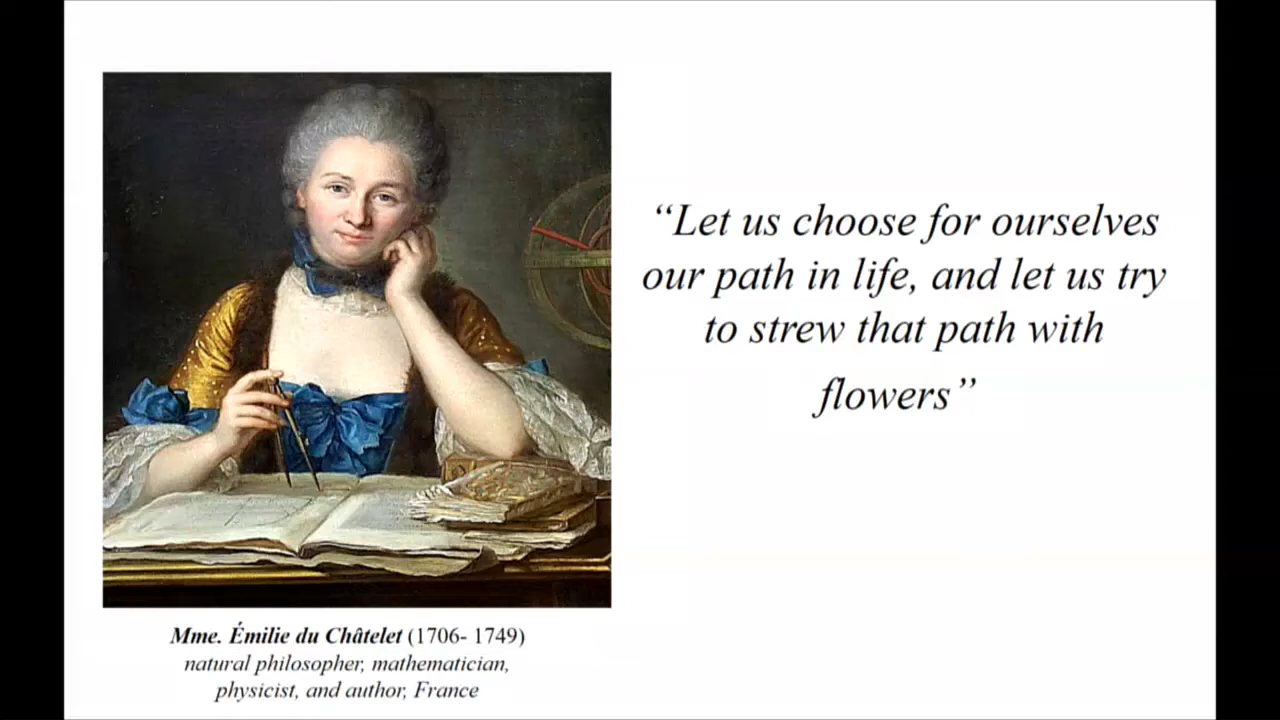 “Let us choose for ourselves
our path in life, and let us try
to strew that path with
flowers”
Mme. Émilie du Châtelet (1706- 1749)
natural philosopher, mathematician,
physicist, and author, France